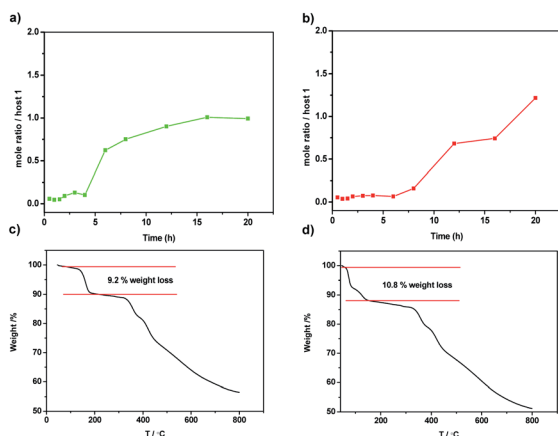 a)
b)
mole ratio / host 1
2.0
1.5
1.0
0.5
0.0
0
5
10
15
20
Time (h)
mole ratio / host 1
2.0
1.5
1.0
0.5
0.0
0
5
10
15
20
Time (h)
c)
d)
Weight /%
100
90
80
70
60
50
9.2 % weight loss
0
200
400
600
800
T / °C
Weight /%
100
90
80
70
60
50
10.8 % weight loss
200
400
600
800
T / °C